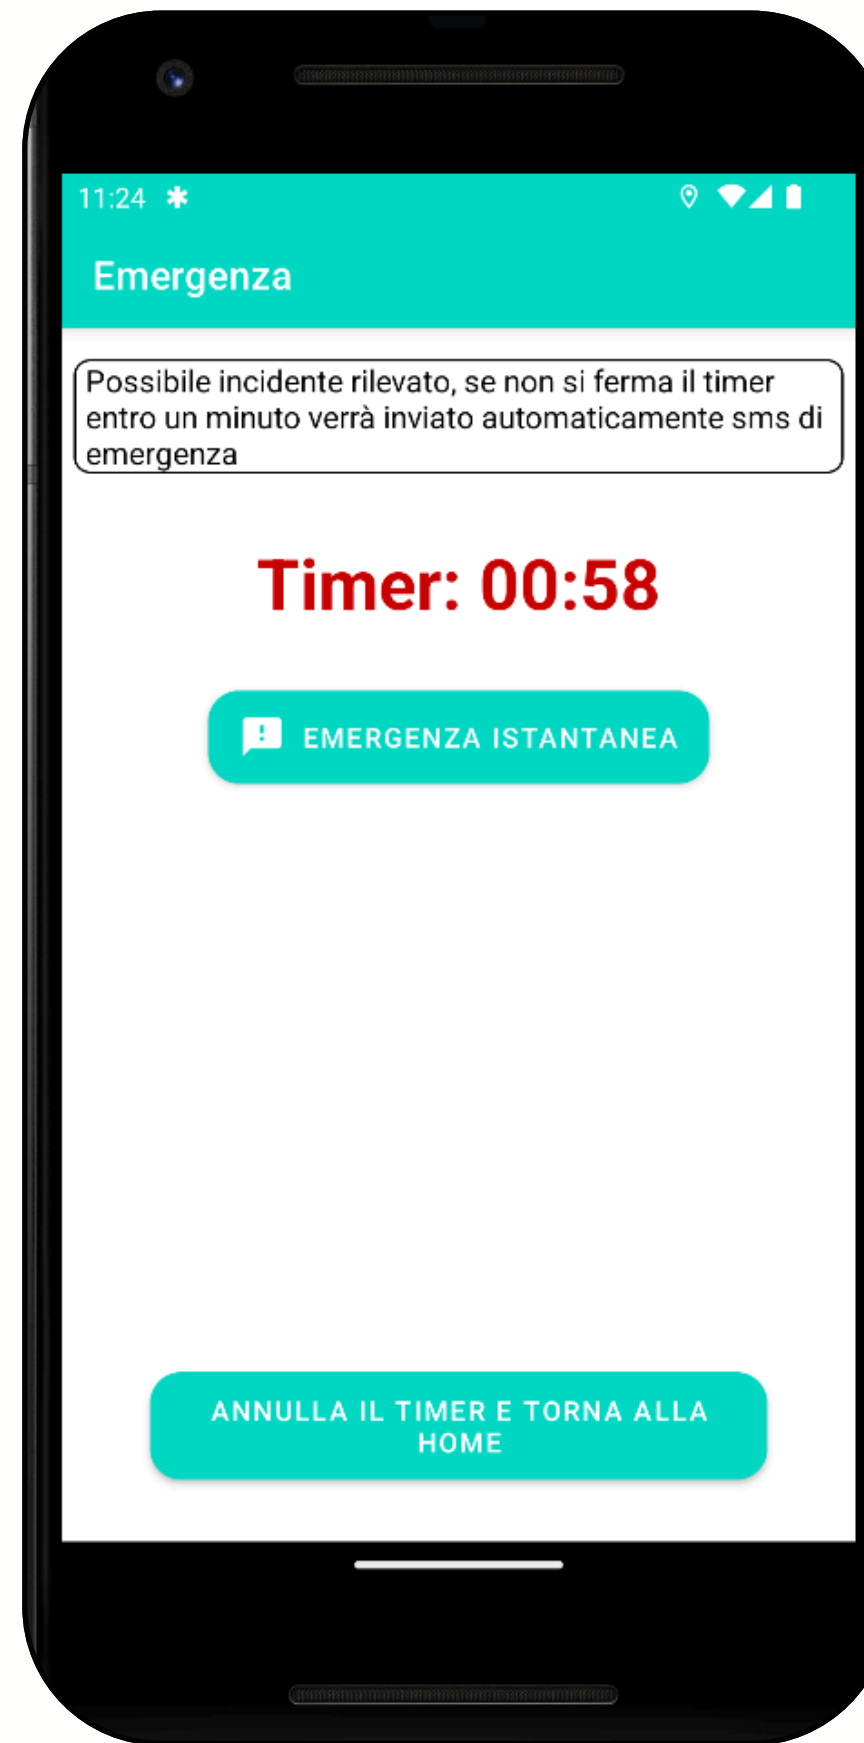 11:24
Emergenza
Possibile incidente rilevato, se non si ferma il timer
entro un minuto verrà inviato automaticamente sms di
emergenza
Timer: 00:58
EMERGENZA ISTANTANEA
ANNULLA IL TIMER E TORNA ALLA
HOME